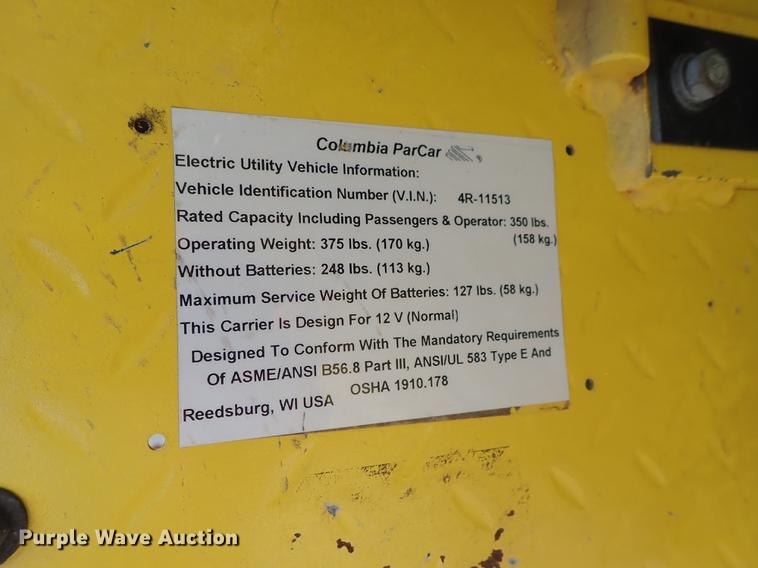 Columbia ParCar
Electric Utility Vehicle Information:
Vehicle Identification Number (V.I.N.): 4R-11513
Rated Capacity Including Passengers & Operator: 350 lbs.
(158 kg.)
Operating Weight: 375 lbs. (170 kg.)
Without Batteries: 248 lbs. (113 kg.)
Maximum Service Weight Of Batteries: 127 lbs. (58 kg.)
This Carrier Is Design For 12 V (Normal)
Designed To Conform With The Mandatory Requirements
Of ASME/ANSI B56.8 Part III, ANSI/UL 583 Type E And
OSHA 1910.178
Reedsburg, WI USA
Purple Wave Auction